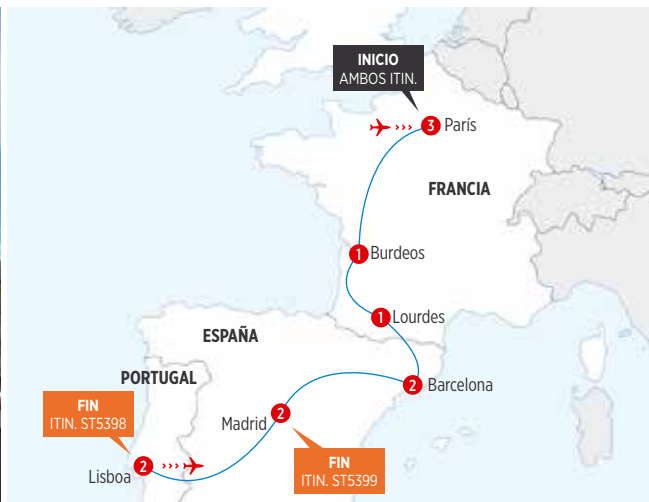 INICIO
AMBOS ITIN.
3 París
FRANCIA
1 Burdeos
1 Lourdes
ESPAÑA
PORTUGAL
2 Barcelona
FIN
ITIN. ST5398
Madrid 2
FIN
ITIN. ST5399
Lisboa 2